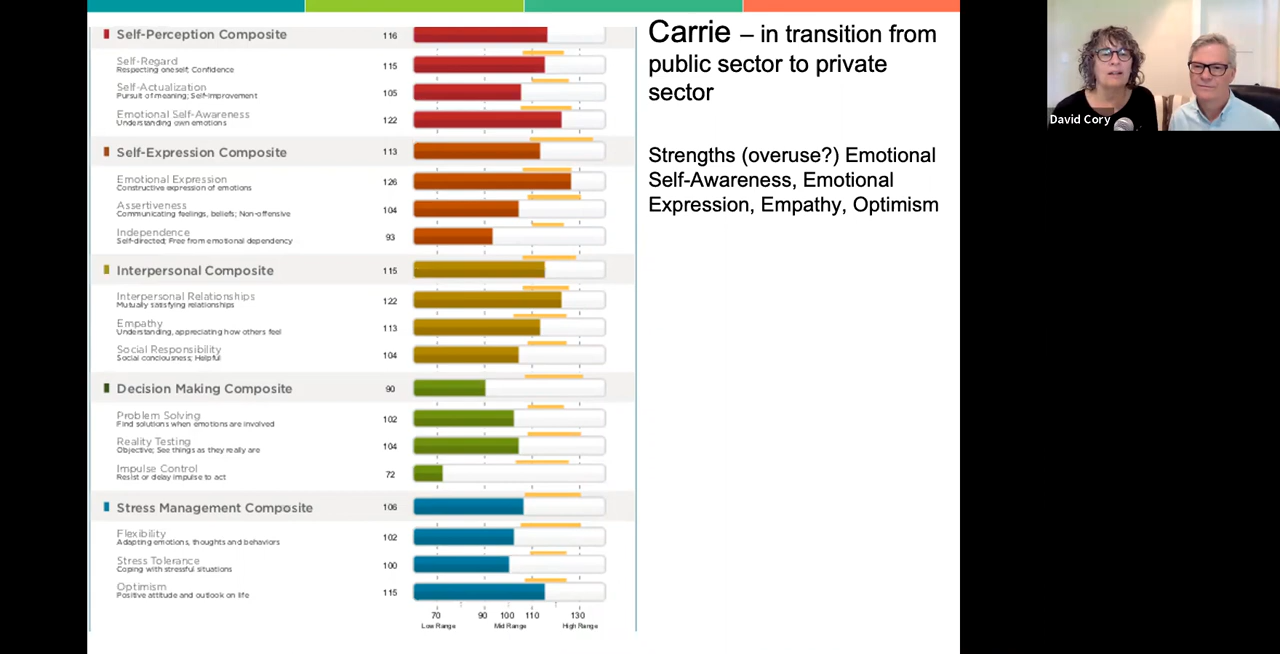 Self-Perception Composite 116
Self-Regard 115
Respecting oneself; Confidence
Self-Actualization 105
Pursuit of meaning; Self-improvement
Emotional Self-Awareness 122
Understanding own emotions
Self-Expression Composite 113
Emotional Expression 126
Constructive expression of emotions
Assertiveness 104
Communicating feelings, beliefs; Non-offensive
Independence 93
Self-directed; Free from emotional dependency
Interpersonal Composite 115
Interpersonal Relationships 122
Mutually satisfying relationships
Empathy 113
Understanding, appreciating how others feel
Social Responsibility 104
Social conciousness; Helpful
Decision Making Composite 90
Problem Solving 102
Find solutions when emotions are involved
Reality Testing 104
Objective; See things as they really are
Impulse Control 72
Resist or delay impulse to act
Stress Management Composite 106
Flexibility 102
Adapting emotions, thoughts and behaviors
Stress Tolerance 100
Coping with stressful situations
Optimism 115
Positive attitude and outlook on life
70 90 100 110 130
Low Range Mid Range High Range
Carrie – in transition from
public sector to private
sector
Strengths (overuse?) Emotional
Self-Awareness, Emotional
Expression, Empathy, Optimism
David Cory